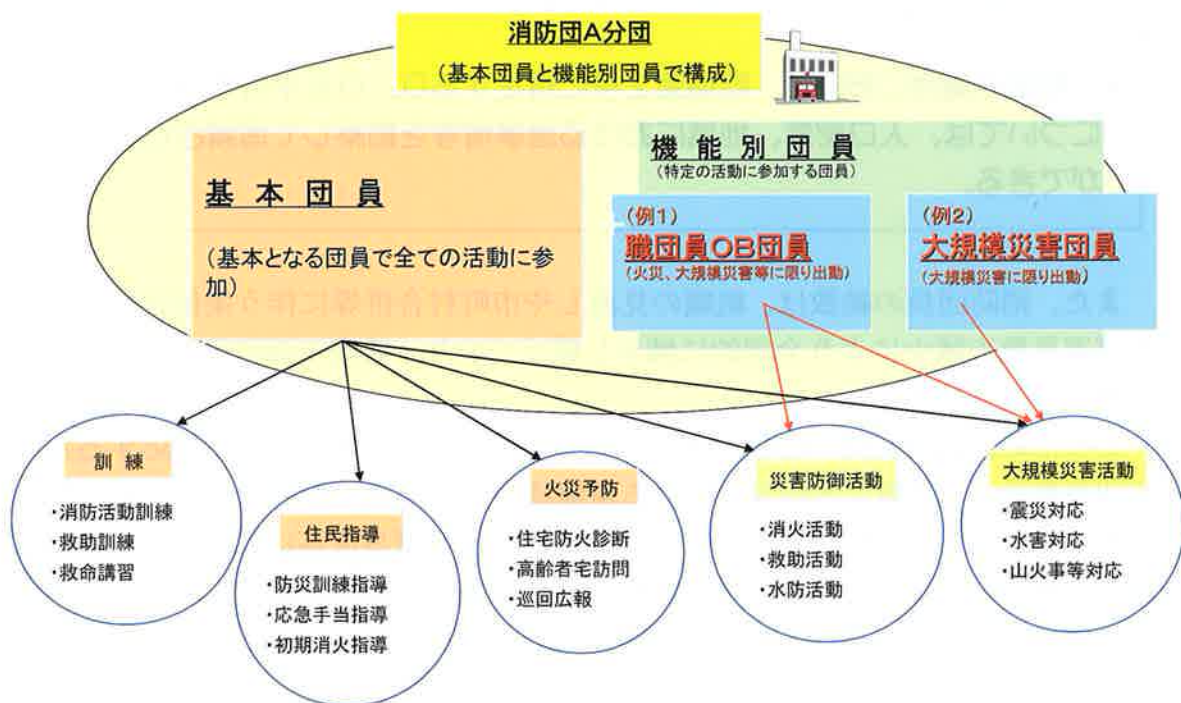 消防団A分団
(基本団員と機能別団員で構成)
基本団員
(基本となる団員で全ての活動に参
加)
機能別団員
(特定の活動に参加する団員)
(例1)
職団員OB団員
(火災、大規模災害等に限り出動)
(例2)
大規模災害団員
(大規模災害に限り出動)
訓練
・消防活動訓練
・救助訓練
・救命講習
住民指導
・防災訓練指導
・応急手当指導
・初期消火指導
火災予防
・住宅防火診断
・高齢者宅訪問
・巡回広報
災害防御活動
・消火活動
・救助活動
・水防活動
大規模災害活動
・震災対応
・水害対応
・山火事等対応